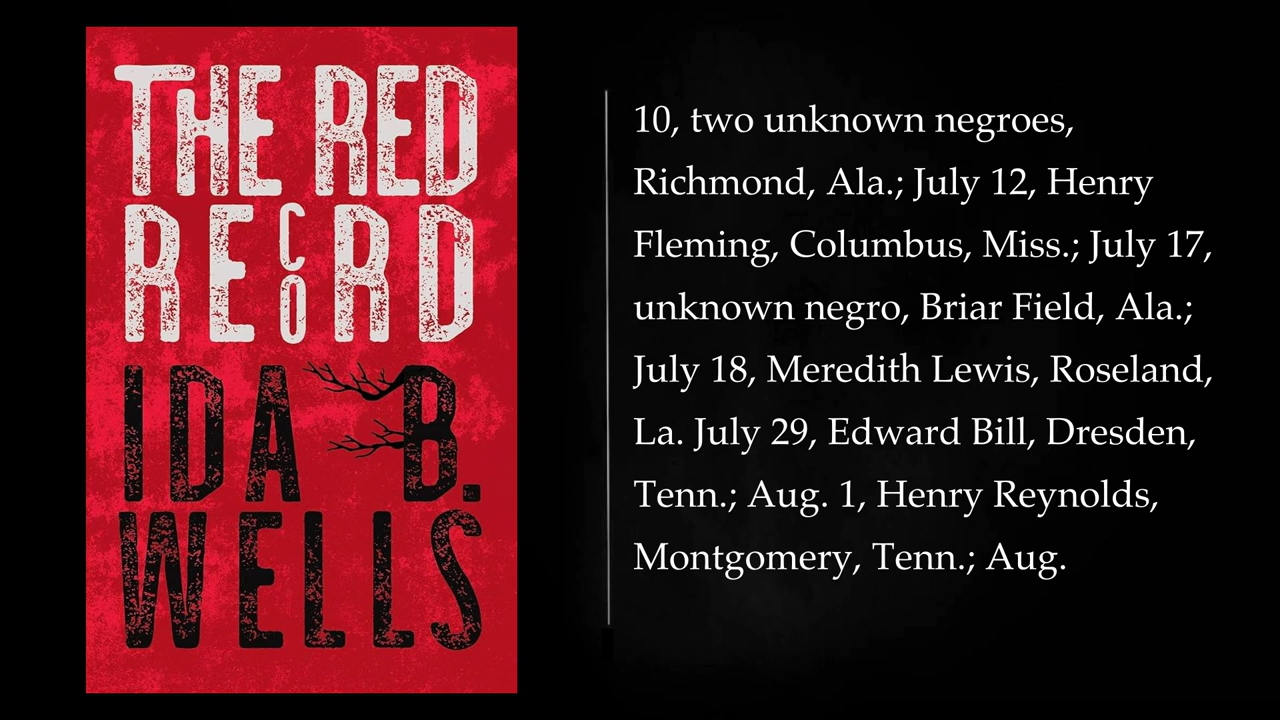 THE RED
RECORD
IDA B.
WELLS
10, two unknown negroes,
Richmond, Ala.; July 12, Henry
Fleming, Columbus, Miss.; July 17,
unknown negro, Briar Field, Ala.;
July 18, Meredith Lewis, Roseland,
La. July 29, Edward Bill, Dresden,
Tenn.; Aug. 1, Henry Reynolds,
Montgomery, Tenn.; Aug.